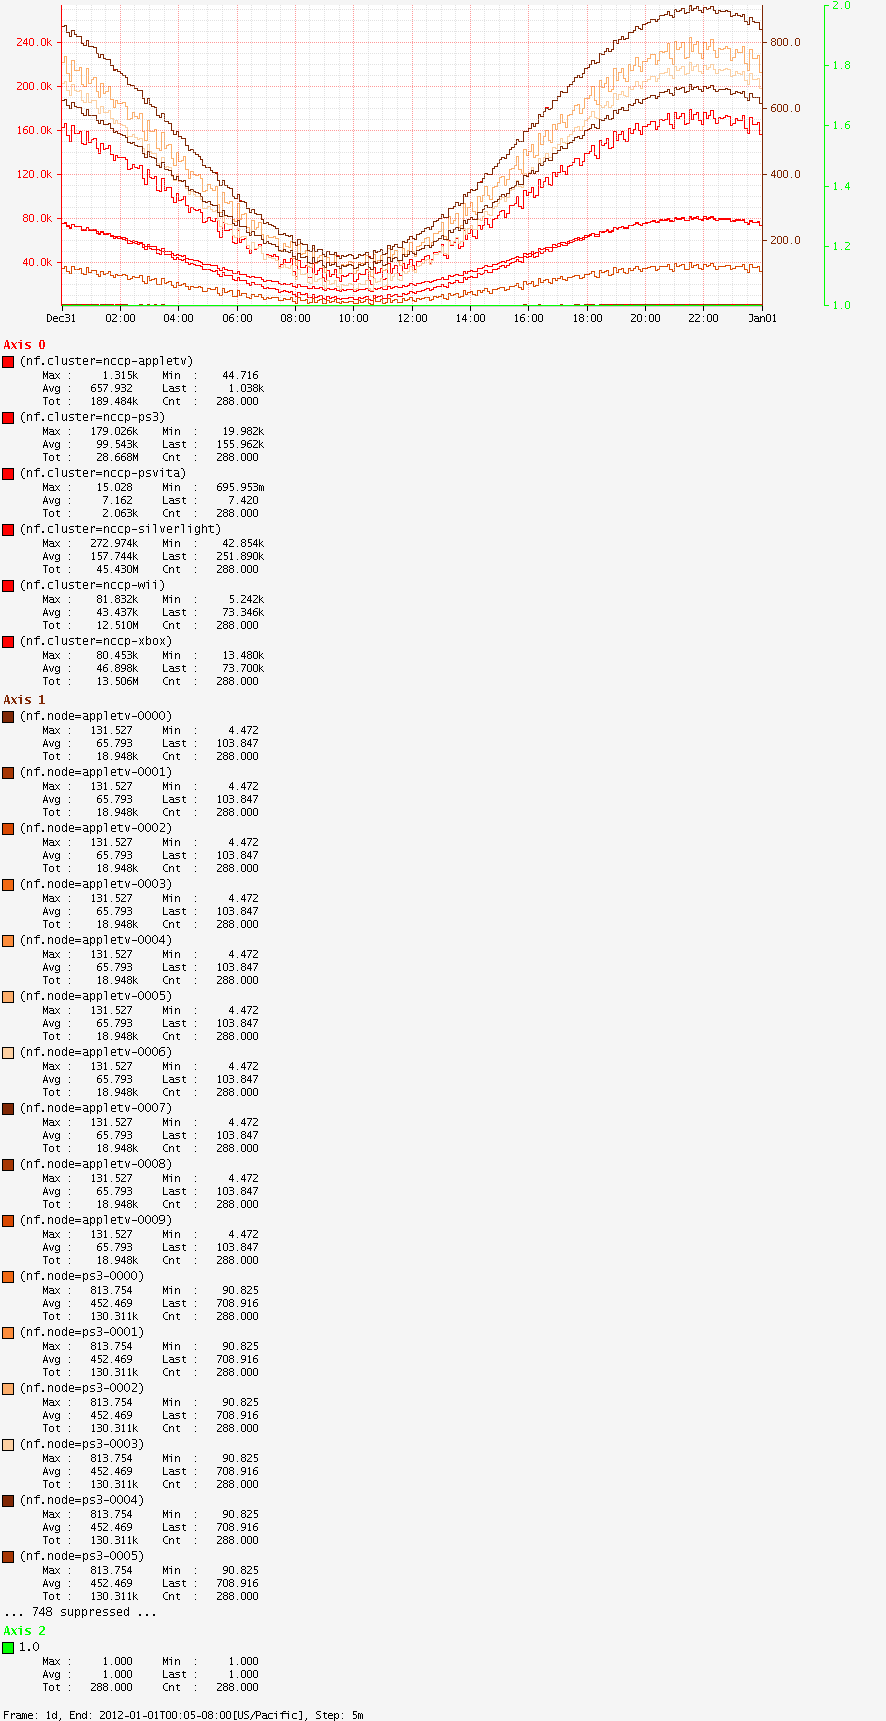 240.0k 800.0 2.0
200.0k 600.0 1.8
160.0k 400.0 1.6
120.0k 200.0 1.4
80.0k 1.2
40.0k 1.0
Dec31 02:00 04:00 06:00 08:00 10:00 12:00 14:00 16:00 18:00 20:00 22:00 Jan01
Axis 0
(nf.cluster=nccp-appletv)
Max : 1.315k Min : 44.716
Avg : 657.932 Last : 1.038k
Tot : 189.484k Cnt : 288.000
(nf.cluster=nccp-ps3)
Max : 179.026k Min : 19.982k
Avg : 99.543k Last : 155.962k
Tot : 28.668M Cnt : 288.000
(nf.cluster=nccp-psvita)
Max : 15.028 Min : 695.953m
Avg : 7.162 Last : 7.420
Tot : 2.063k Cnt : 288.000
(nf.cluster=nccp-silverlight)
Max : 272.974k Min : 42.854k
Avg : 157.744k Last : 251.890k
Tot : 45.430M Cnt : 288.000
(nf.cluster=nccp-wii)
Max : 81.832k Min : 5.242k
Avg : 43.437k Last : 73.346k
Tot : 12.510M Cnt : 288.000
(nf.cluster=nccp-xbox)
Max : 80.453k Min : 13.480k
Avg : 46.898k Last : 73.700k
Tot : 13.506M Cnt : 288.000
Axis 1
(nf.node=appletv-0000)
Max : 131.527 Min : 4.472
Avg : 65.793 Last : 103.847
Tot : 18.948k Cnt : 288.000
(nf.node=appletv-0001)
Max : 131.527 Min : 4.472
Avg : 65.793 Last : 103.847
Tot : 18.948k Cnt : 288.000
(nf.node=appletv-0002)
Max : 131.527 Min : 4.472
Avg : 65.793 Last : 103.847
Tot : 18.948k Cnt : 288.000
(nf.node=appletv-0003)
Max : 131.527 Min : 4.472
Avg : 65.793 Last : 103.847
Tot : 18.948k Cnt : 288.000
(nf.node=appletv-0004)
Max : 131.527 Min : 4.472
Avg : 65.793 Last : 103.847
Tot : 18.948k Cnt : 288.000
(nf.node=appletv-0005)
Max : 131.527 Min : 4.472
Avg : 65.793 Last : 103.847
Tot : 18.948k Cnt : 288.000
(nf.node=appletv-0006)
Max : 131.527 Min : 4.472
Avg : 65.793 Last : 103.847
Tot : 18.948k Cnt : 288.000
(nf.node=appletv-0007)
Max : 131.527 Min : 4.472
Avg : 65.793 Last : 103.847
Tot : 18.948k Cnt : 288.000
(nf.node=appletv-0008)
Max : 131.527 Min : 4.472
Avg : 65.793 Last : 103.847
Tot : 18.948k Cnt : 288.000
(nf.node=appletv-0009)
Max : 131.527 Min : 4.472
Avg : 65.793 Last : 103.847
Tot : 18.948k Cnt : 288.000
(nf.node=ps3-0000)
Max : 813.754 Min : 90.825
Avg : 452.469 Last : 708.916
Tot : 130.311k Cnt : 288.000
(nf.node=ps3-0001)
Max : 813.754 Min : 90.825
Avg : 452.469 Last : 708.916
Tot : 130.311k Cnt : 288.000
(nf.node=ps3-0002)
Max : 813.754 Min : 90.825
Avg : 452.469 Last : 708.916
Tot : 130.311k Cnt : 288.000
(nf.node=ps3-0003)
Max : 813.754 Min : 90.825
Avg : 452.469 Last : 708.916
Tot : 130.311k Cnt : 288.000
(nf.node=ps3-0004)
Max : 813.754 Min : 90.825
Avg : 452.469 Last : 708.916
Tot : 130.311k Cnt : 288.000
(nf.node=ps3-0005)
Max : 813.754 Min : 90.825
Avg : 452.469 Last : 708.916
Tot : 130.311k Cnt : 288.000
... 748 suppressed ...
Axis 2
1.0
Max : 1.000 Min : 1.000
Avg : 1.000 Last : 1.000
Tot : 288.000 Cnt : 288.000
Frame: 1d, End: 2012-01-01T00:05-08:00[US/Pacific], Step: 5m